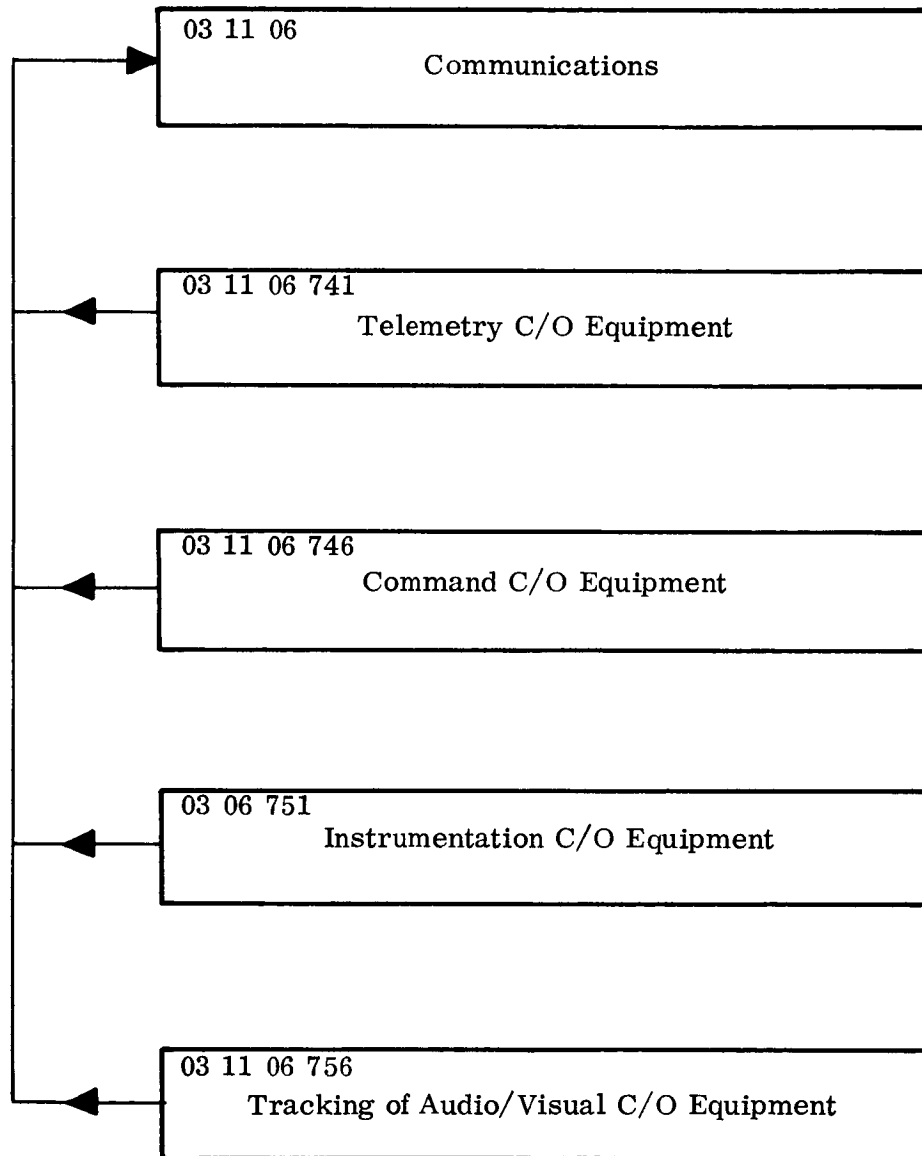 03 11 06
Communications
03 11 06 741
Telemetry C/O Equipment
03 11 06 746
Command C/O Equipment
03 06 751
Instrumentation C/O Equipment
03 11 06 756
Tracking of Audio/Visual C/O Equipment